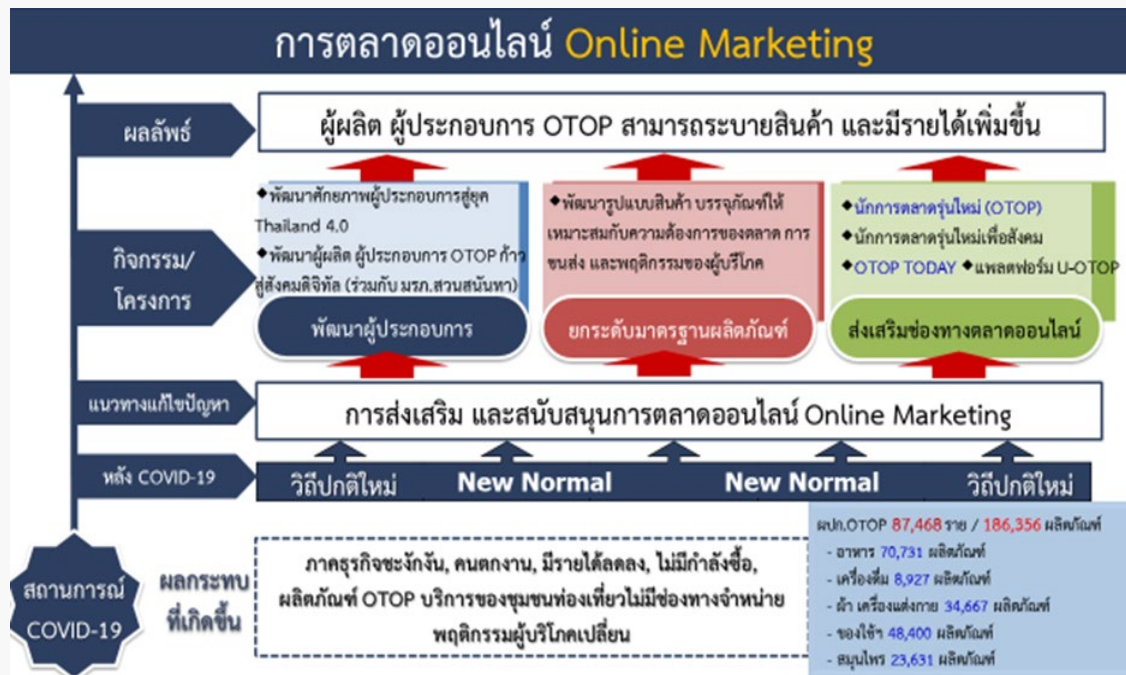 การตลาดออนไลน์ Online Marketing
ผลลัพธ์
ผู้ผลิต ผู้ประกอบการ OTOP สามารถระบายสินค้า และมีรายได้เพิ่มขึ้น
กิจกรรม/
โครงการ
◆พัฒนาศักยภาพผู้ประกอบการสู่ยุค
Thailand 4.0
◆พัฒนาผู้ผลิต ผู้ประกอบการ OTOP ก้าว
สู่สังคมดิจิทัล (ร่วมกับ มรภ.สวนสุนันทา)
พัฒนาผู้ประกอบการ
◆พัฒนารูปแบบสินค้า บรรจุภัณฑ์ให้
เหมาะสมกับความต้องการของตลาด การ
ขนส่ง และพฤติกรรมของผู้บริโภค
ยกระดับมาตรฐานผลิตภัณฑ์
◆นักการตลาดรุ่นใหม่ (OTOP)
◆นักการตลาดรุ่นใหม่เพื่อสังคม
◆OTOP TODAY ◆แพลตฟอร์ม U-OTOP
ส่งเสริมช่องทางตลาดออนไลน์
แนวทางแก้ไขปัญหา
การส่งเสริม และสนับสนุนการตลาดออนไลน์ Online Marketing
หลัง COVID-19
วิถีปกติใหม่ New Normal New Normal วิถีปกติใหม่
สถานการณ์
COVID-19
ผลกระทบ
ที่เกิดขึ้น
ภาคธุรกิจชะงักงัน, คนตกงาน, มีรายได้ลดลง, ไม่มีกำลังซื้อ,
ผลิตภัณฑ์ OTOP บริการของชุมชนท่องเที่ยวไม่มีช่องทางจำหน่าย
พฤติกรรมผู้บริโภคเปลี่ยน
ผปก.OTOP 87,468 ราย / 186,356 ผลิตภัณฑ์
- อาหาร 70,731 ผลิตภัณฑ์
- เครื่องดื่ม 8,927 ผลิตภัณฑ์
- ผ้า เครื่องแต่งกาย 34,667 ผลิตภัณฑ์
- ของใช้ฯ 48,400 ผลิตภัณฑ์
- สมุนไพร 23,631 ผลิตภัณฑ์